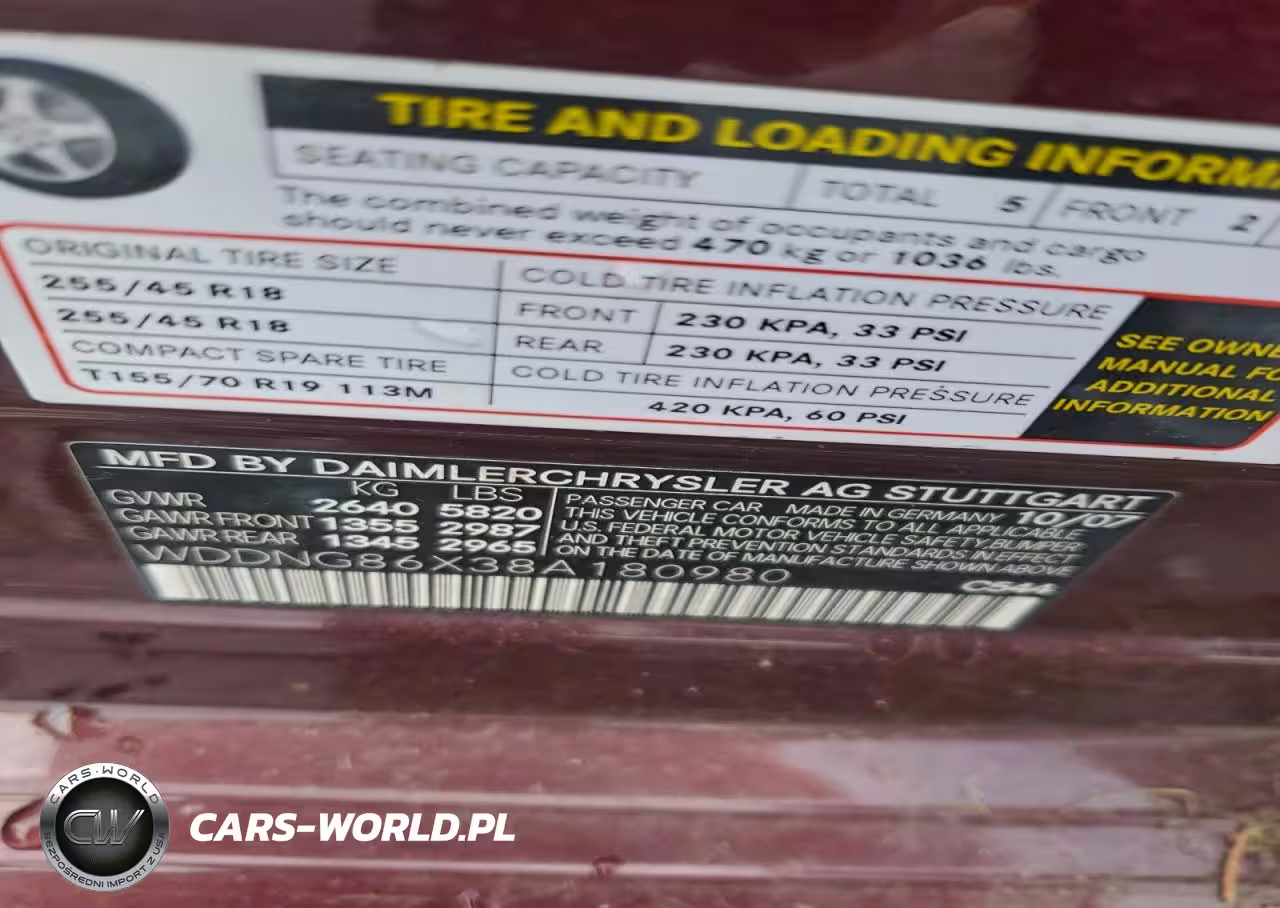 TIRE AND LOADING INFORM
SEATING CAPACITY TOTAL 5 FRONT 2
The combined weight of occupants and cargo
should never exceed 470 kg or 1036 lbs.
ORIGINAL TIRE SIZE COLD TIRE INFLATION PRESSURE
255/45 R18 FRONT 230 KPA, 33 PSI
255/45 R18 REAR 230 KPA, 33 PSI
COMPACT SPARE TIRE COLD TIRE INFLATION PRESSURE
T155/70 R19 113M 420 KPA, 60 PSI
SEE OWNE
MANUAL FO
ADDITIONAL
INFORMATION
MFD BY DAIMLERCHRYSLER AG STUTTGART
KG LBS
GVWR 2640 5820
GAWR FRONT 1355 2987
GAWR REAR 1345 2965
PASSENGER CAR MADE IN GERMANY 10/07
THIS VEHICLE CONFORMS TO ALL APPLICABLE
U.S. FEDERAL MOTOR VEHICLE SAFETY, BUMPER
AND THEFT PREVENTION STANDARDS IN EFFECT
ON THE DATE OF MANUFACTURE SHOWN ABOVE
WDDNG86X38A180980
CARS-WORLD
CW
BEZPOŚREDNI IMPORT Z USA
CARS-WORLD.PL